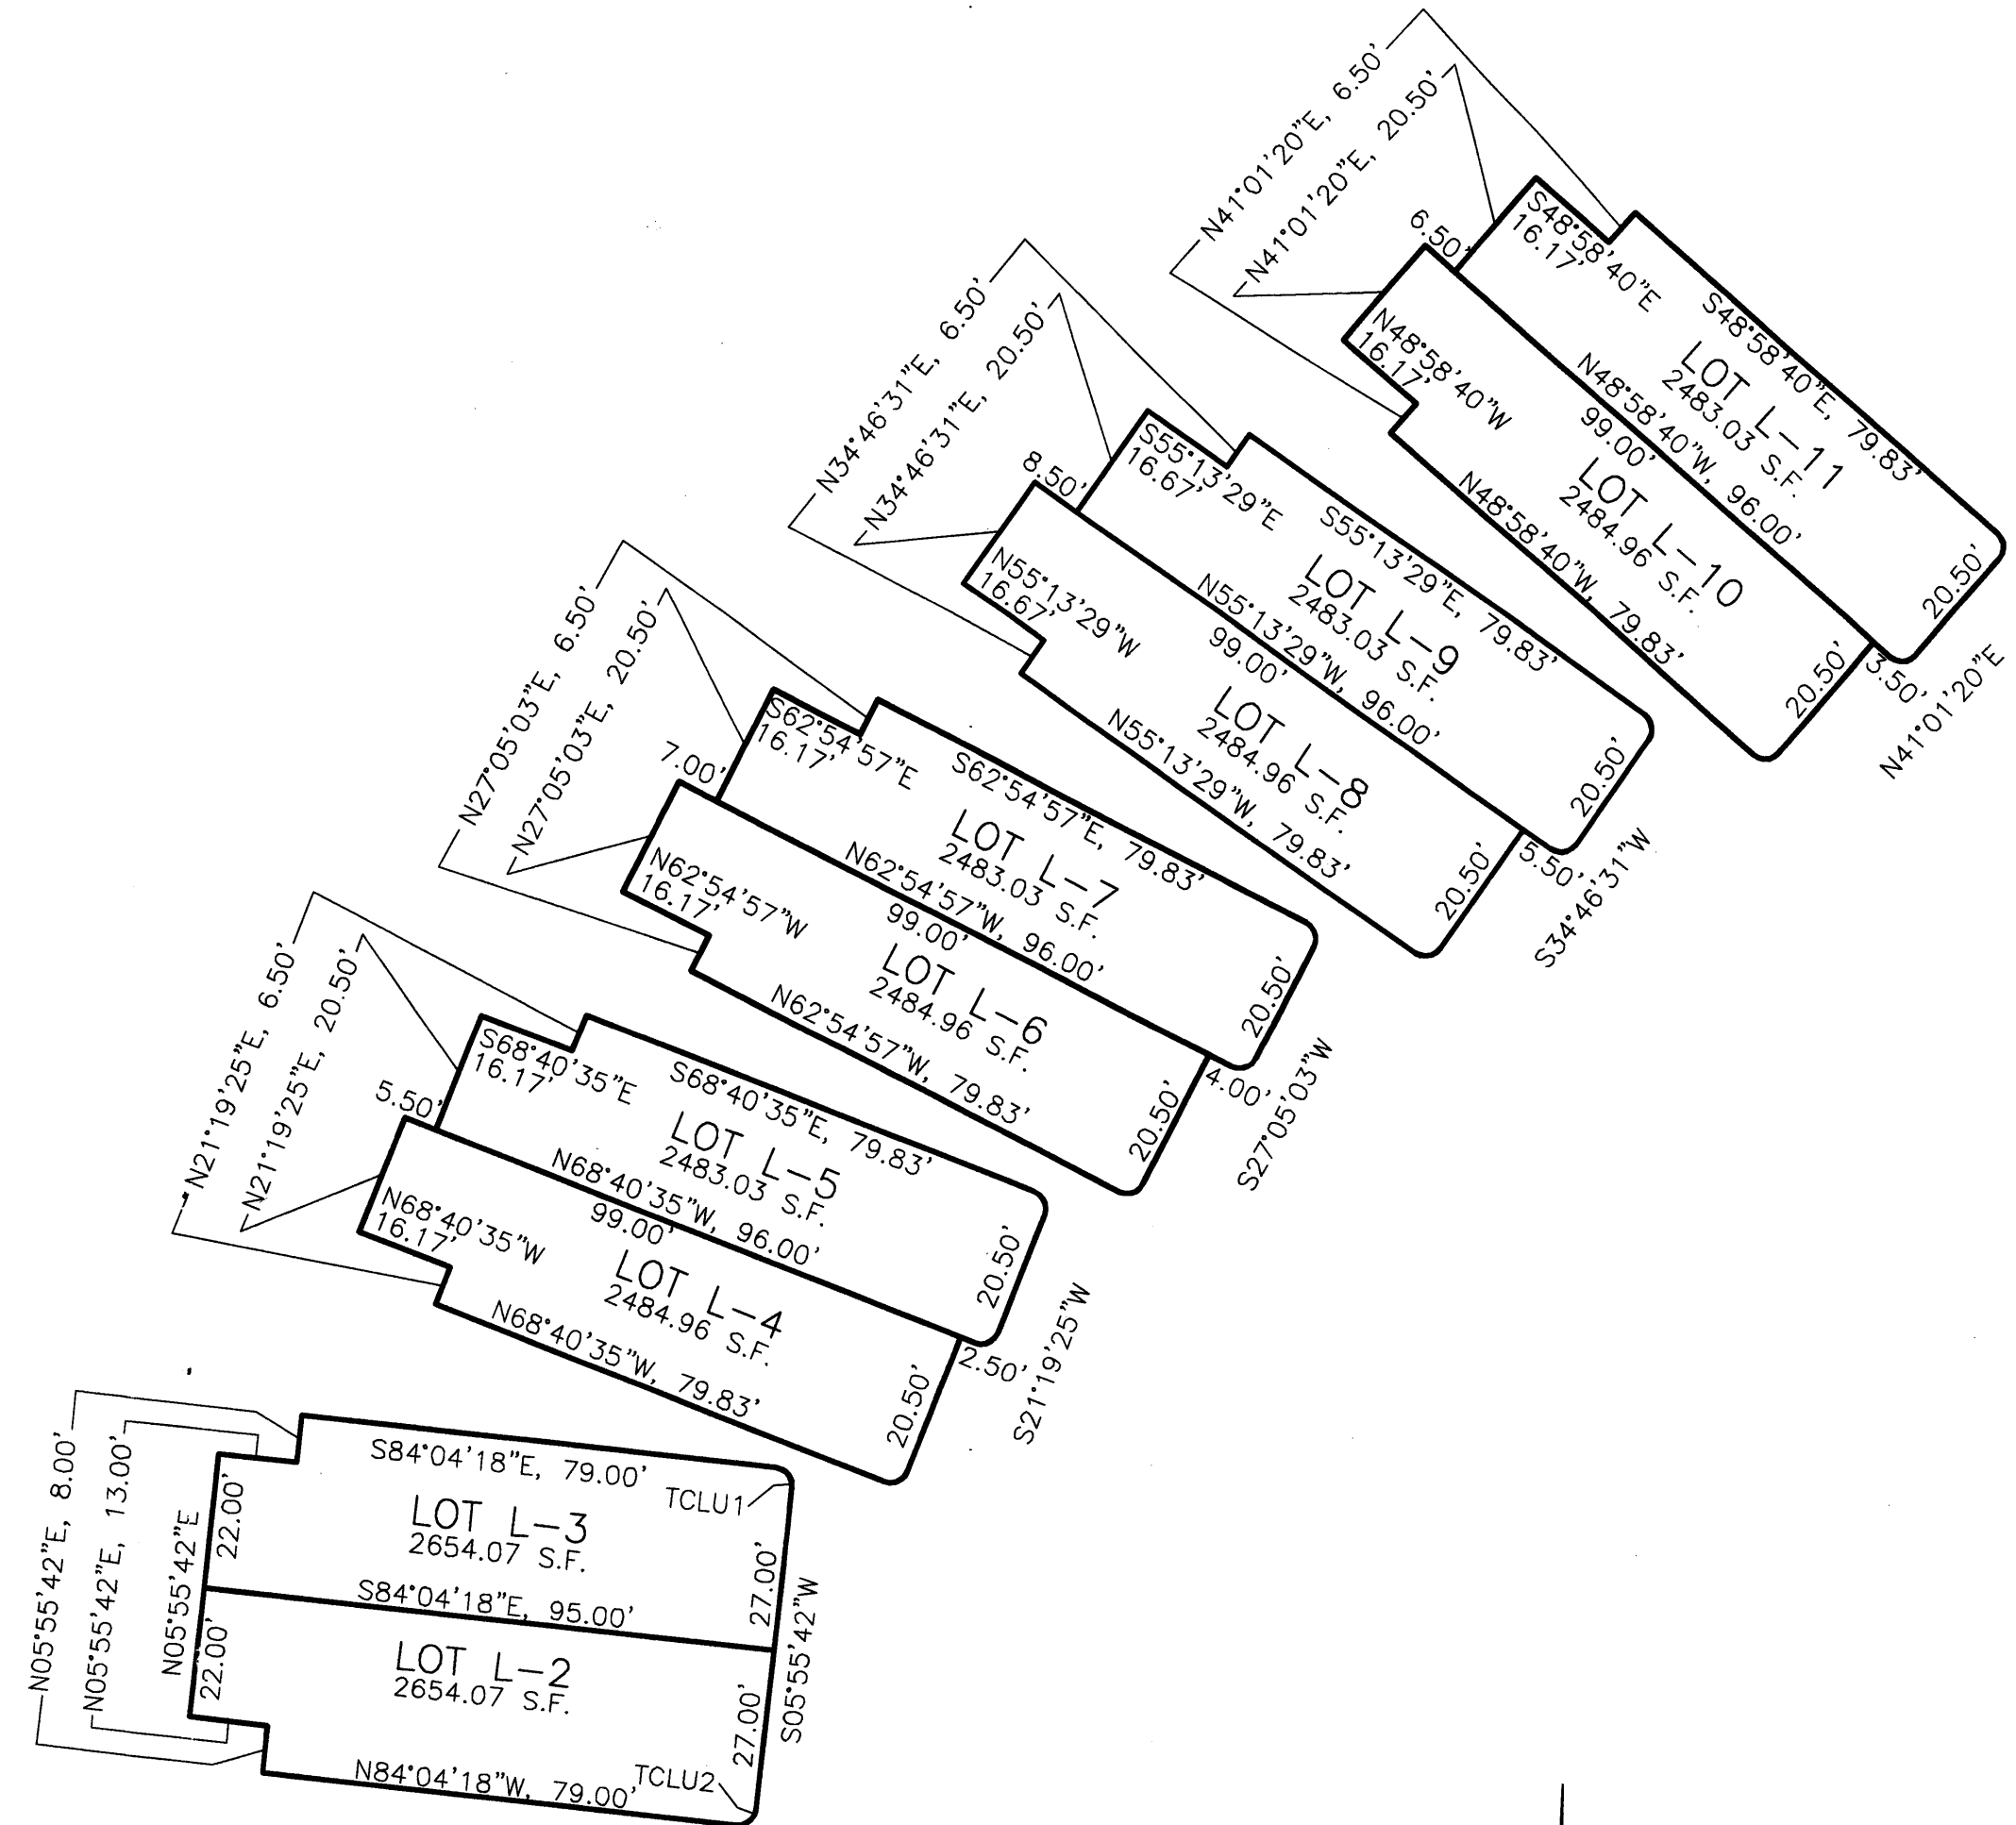 N41°01'20"E, 6.50'
N41°01'20"E, 20.50'
6.50'
S48°58'40"E
16.17'
S48°58'40"E, 79.83'
LOT L-11
2483.03 S.F.
N48°58'40"W, 96.00'
99.00'
N48°58'40"W
16.17'
LOT L-10
2484.96 S.F.
N48°58'40"W, 79.83'
20.50'
20.50'
3.50'
N41°01'20"E
N34°46'31"E, 6.50'
N34°46'31"E, 20.50'
8.50'
S55°13'29"E
16.67'
S55°13'29"E, 79.83'
LOT L-9
2483.03 S.F.
N55°13'29"W, 96.00'
99.00'
N55°13'29"W
16.67'
LOT L-8
2484.96 S.F.
N55°13'29"W, 79.83'
20.50'
20.50'
5.50'
S34°46'31"W
N27°05'03"E, 6.50'
N27°05'03"E, 20.50'
7.00'
S62°54'57"E
16.17'
S62°54'57"E, 79.83'
LOT L-7
2483.03 S.F.
N62°54'57"W, 96.00'
99.00'
N62°54'57"W
16.17'
LOT L-6
2484.96 S.F.
N62°54'57"W, 79.83'
20.50'
20.50'
4.00'
S27°05'03"W
N21°19'25"E, 6.50'
N21°19'25"E, 20.50'
5.50'
S68°40'35"E
16.17'
S68°40'35"E, 79.83'
LOT L-5
2483.03 S.F.
N68°40'35"W, 96.00'
99.00'
N68°40'35"W
16.17'
LOT L-4
2484.96 S.F.
N68°40'35"W, 79.83'
20.50'
20.50'
2.50'
S21°19'25"W
N05°55'42"E, 8.00'
N05°55'42"E, 13.00'
N05°55'42"E
22.00'
S84°04'18"E, 79.00'
TCLU1
LOT L-3
2654.07 S.F.
27.00'
S84°04'18"E, 95.00'
22.00'
LOT L-2
2654.07 S.F.
27.00'
S05°55'42"W
N84°04'18"W, 79.00'
TCLU2